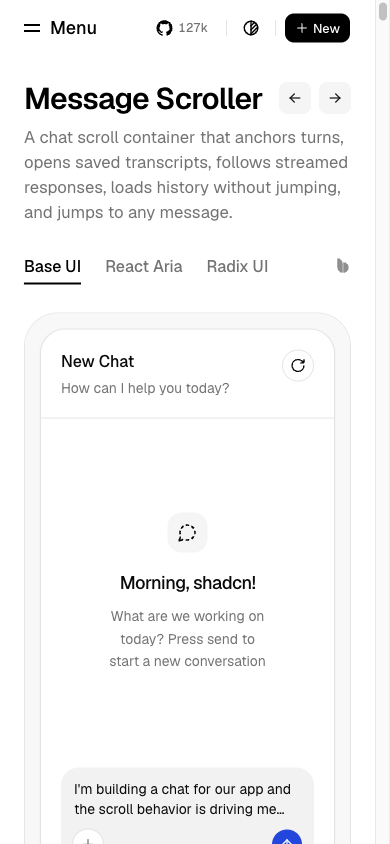 Menu
127k
+ New
Message Scroller
A chat scroll container that anchors turns,
opens saved transcripts, follows streamed
responses, loads history without jumping,
and jumps to any message.
Base UI
React Aria
Radix UI
New Chat
How can I help you today?
Morning, shadcn!
What are we working on
today? Press send to
start a new conversation
I'm building a chat for our app and
the scroll behavior is driving me…